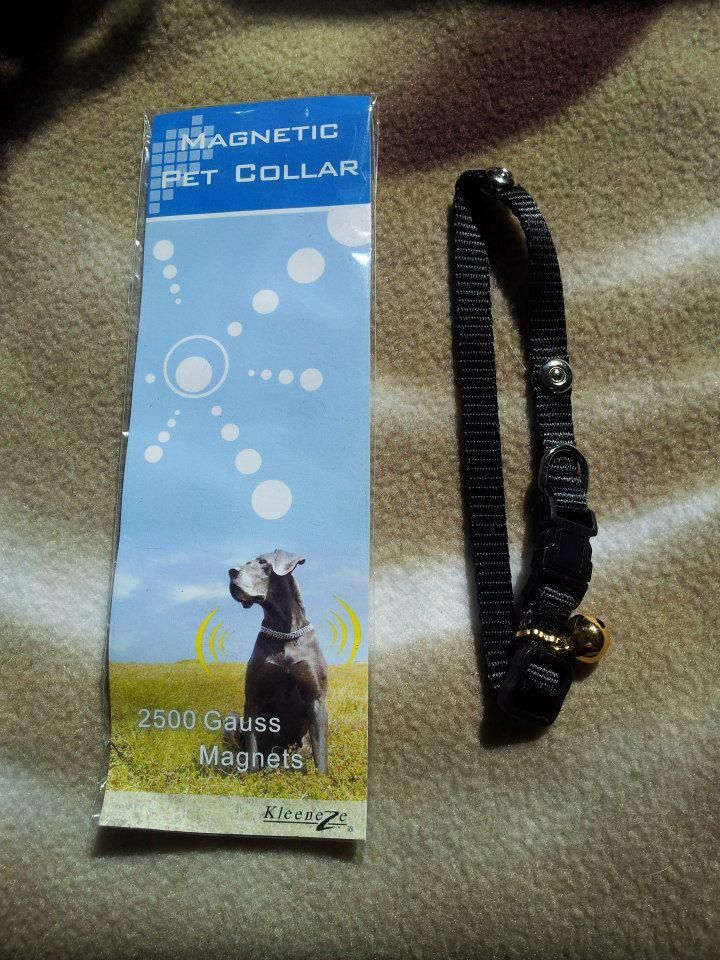 MAGNETIC
PET COLLAR
2500 Gauss
Magnets
KleeneZe